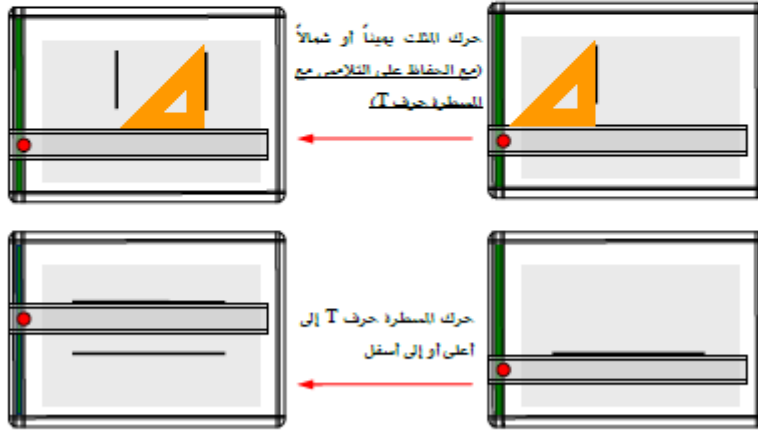 حرك المثلث يميناً أو شمالاً
(مع الحفاظ على التلامس مع
المسطرة حرف T)
حرك المسطرة حرف T إلى
أعلى أو إلى أسفل